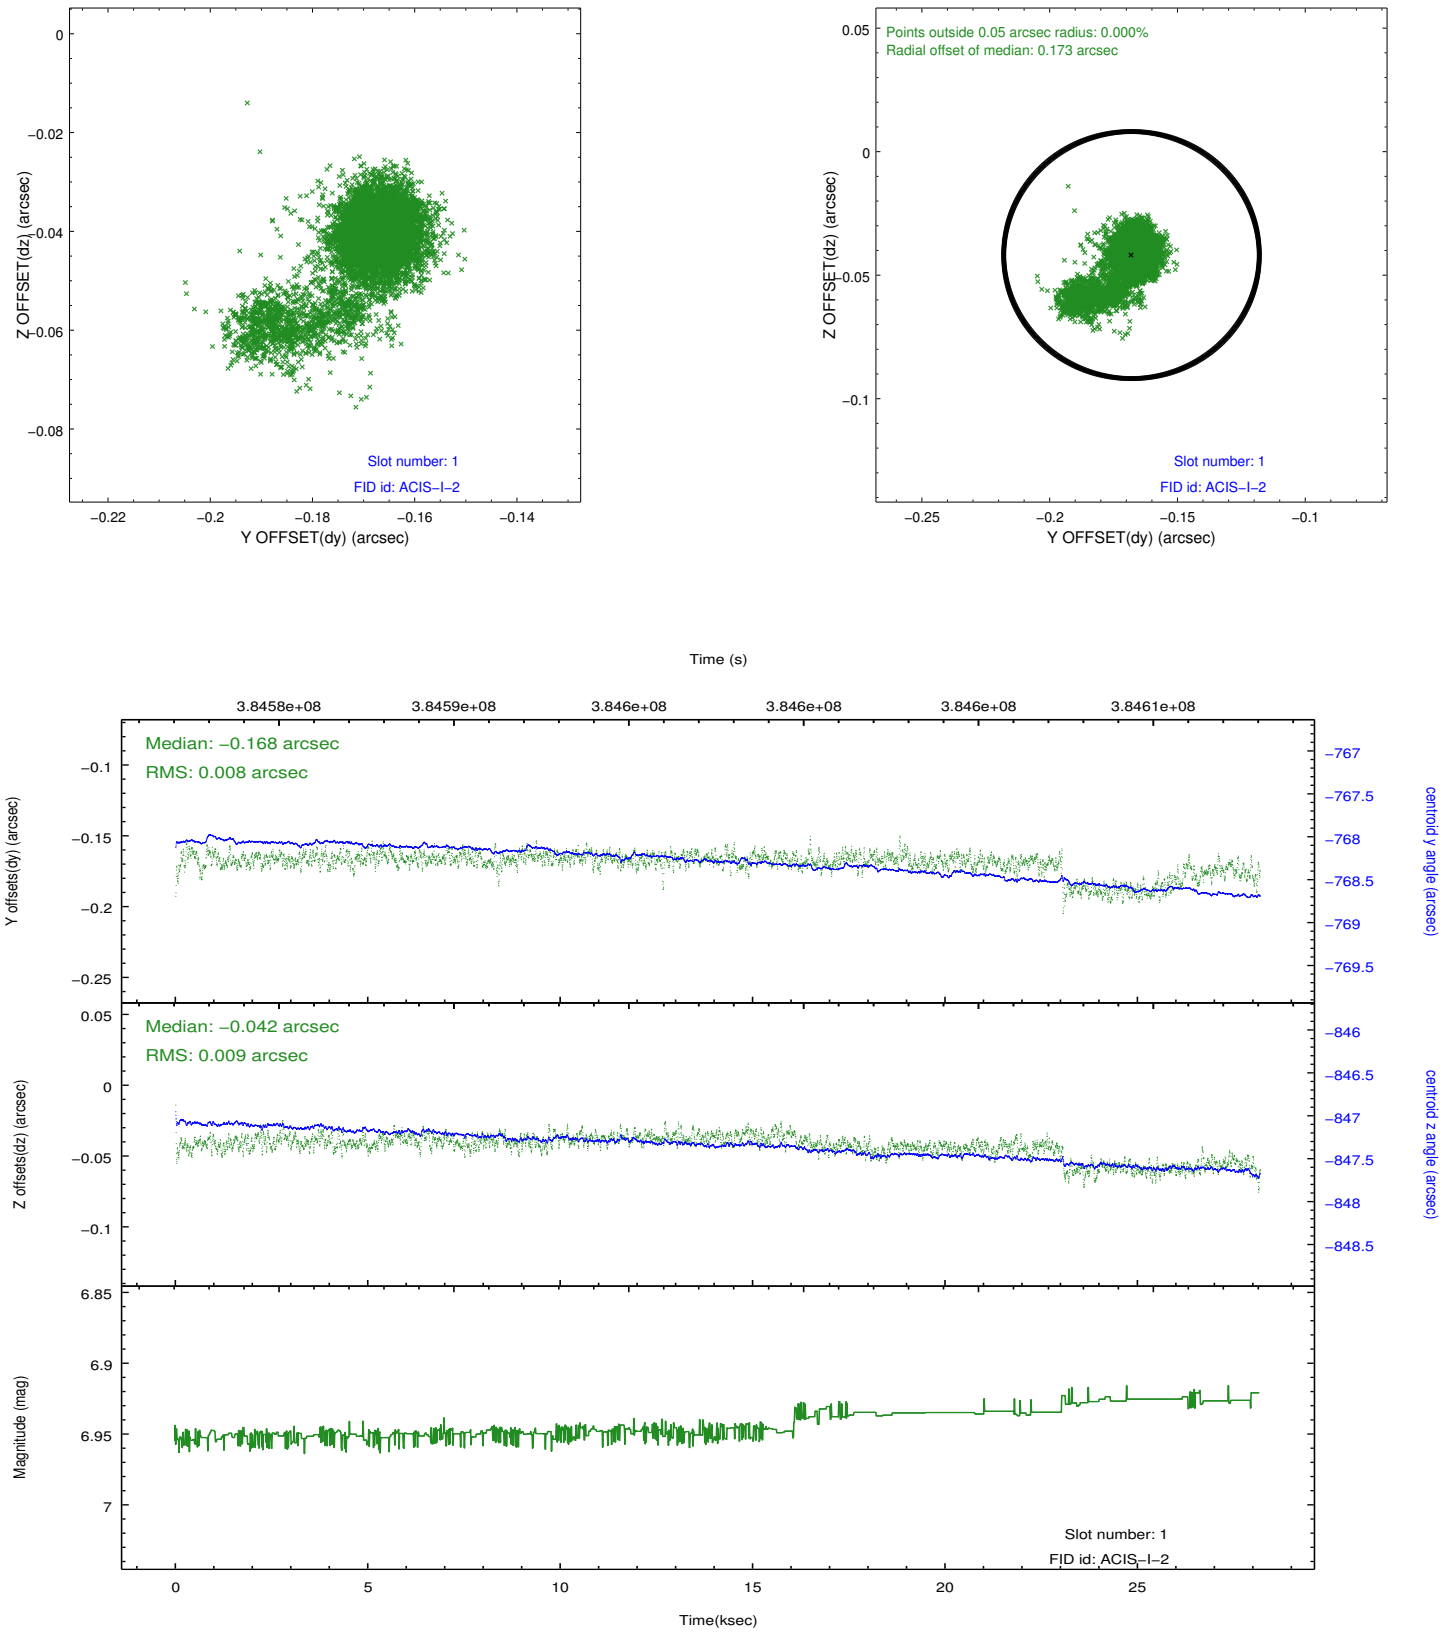 0
−0.02
−0.04
−0.06
−0.08
Z OFFSET(dz) (arcsec)
Slot number: 1
FID id: ACIS−I−2
−0.22
−0.2
−0.18
−0.16
−0.14
Y OFFSET(dy) (arcsec)
Points outside 0.05 arcsec radius: 0.000%
Radial offset of median: 0.173 arcsec
0.05
0
−0.05
−0.1
Z OFFSET(dz) (arcsec)
Slot number: 1
FID id: ACIS−I−2
−0.25
−0.2
−0.15
−0.1
Y OFFSET(dy) (arcsec)
Time (s)
3.8458e+08
3.8459e+08
3.846e+08
3.846e+08
3.846e+08
3.8461e+08
Median: −0.168 arcsec
RMS: 0.008 arcsec
−0.1
−0.15
−0.2
−0.25
Y offsets(dy) (arcsec)
−767
−767.5
−768
−768.5
−769
−769.5
centroid y angle (arcsec)
Median: −0.042 arcsec
RMS: 0.009 arcsec
0.05
0
−0.05
−0.1
Z offsets(dz) (arcsec)
−846
−846.5
−847
−847.5
−848
−848.5
centroid z angle (arcsec)
6.85
6.9
6.95
7
Magnitude (mag)
Slot number: 1
FID id: ACIS−I−2
0
5
10
15
20
25
Time(ksec)